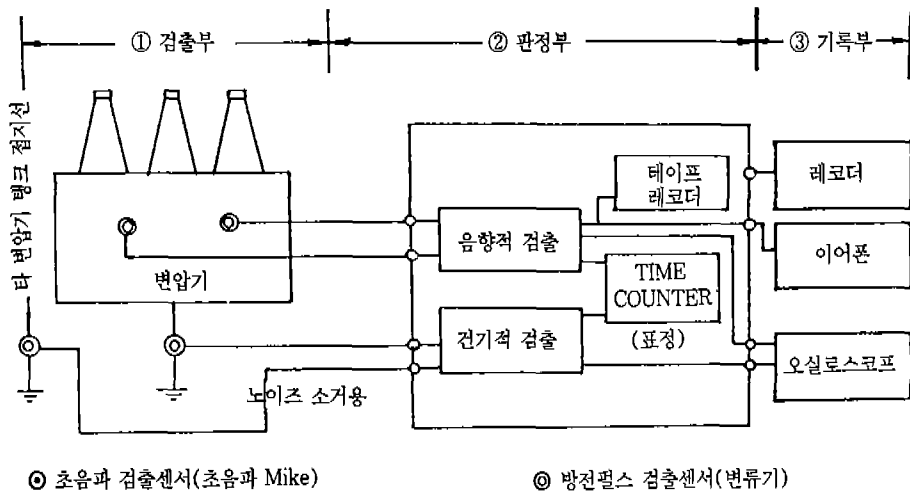 ① 검출부
② 판정부
③ 기록부
타 변압기 탱크 접지선
변압기
테이프
레코더
음향적 검출
TIME
COUNTER
(표정)
전기적 검출
노이즈 소거용
레코더
이어폰
오실로스코프
◎ 초음파 검출센서(초음파 Mike)
◎ 방전펄스 검출센서(변류기)